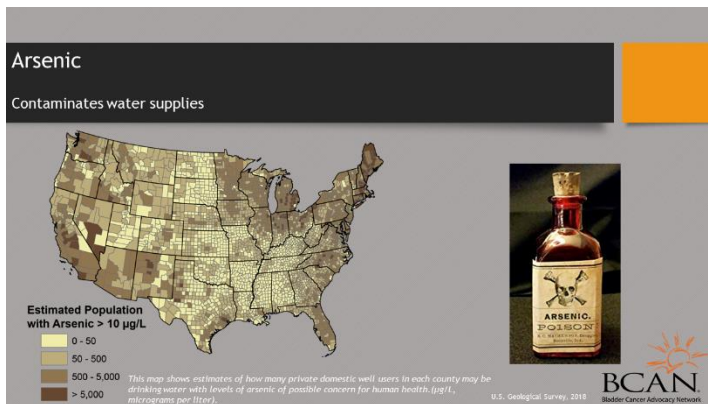 Arsenic
Contaminates water supplies
Estimated Population
with Arsenic > 10 µg/L
0 - 50
50 - 500
500 - 5,000
> 5,000
This map shows estimates of how many private domestic well users in each county may be
drinking water with levels of arsenic of possible concern for human health.(µg/L,
micrograms per liter).
ARSENIC.
POISON
U.S. Geological Survey, 2018
BCAN
Bladder Cancer Advocacy Network